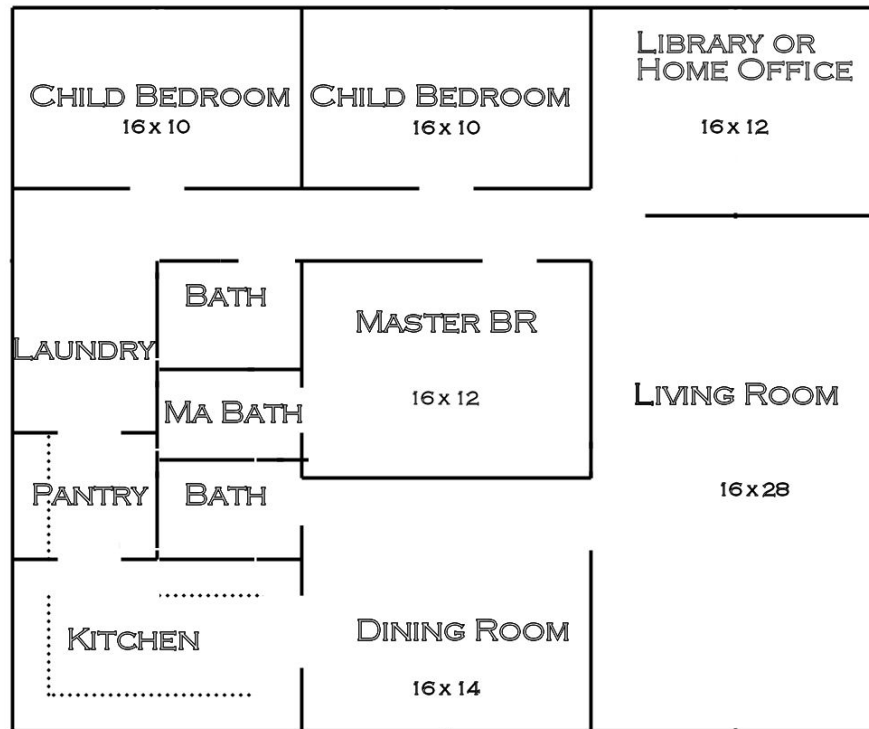 Library or
Home Office
16 x 12
Child Bedroom
16 x 10
Child Bedroom
16 x 10
Bath
Master BR
16 x 12
Laundry
Ma Bath
Living Room
16 x 28
Pantry
Bath
Kitchen
Dining Room
16 x 14